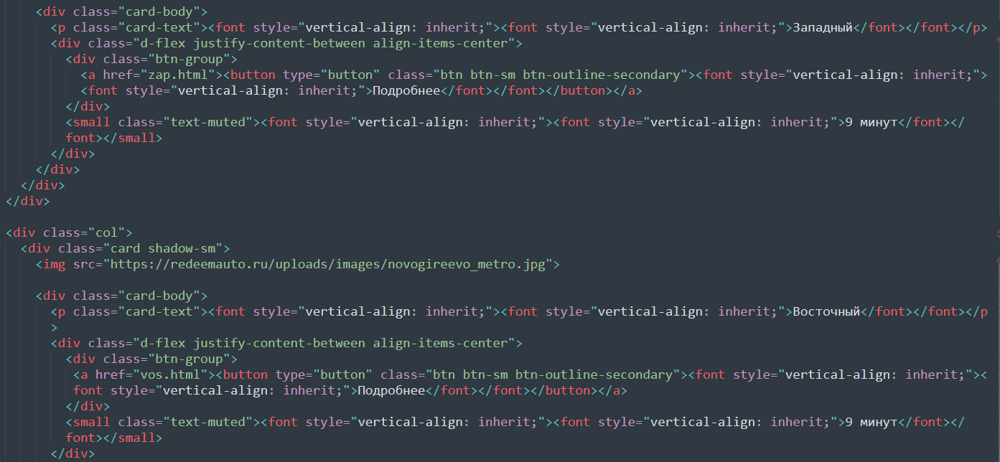 <div class="card-body">
<p class="card-text"><font style="vertical-align: inherit;"><font style="vertical-align: inherit;">Западный</font></font></p>
<div class="d-flex justify-content-between align-items-center">
<div class="btn-group">
<a href="zap.html"><button type="button" class="btn btn-sm btn-outline-secondary"><font style="vertical-align: inherit;">
<font style="vertical-align: inherit;">Подробнее</font></font></button></a>
</div>
<small class="text-muted"><font style="vertical-align: inherit;"><font style="vertical-align: inherit;">9 минут</font></
font></small>
</div>
</div>
</div>
</div>
<div class="col">
<div class="card shadow-sm">
<img src="https://redeemauto.ru/uploads/images/novogireevo_metro.jpg">
<div class="card-body">
<p class="card-text"><font style="vertical-align: inherit;"><font style="vertical-align: inherit;">Восточный</font></font></p
>
<div class="d-flex justify-content-between align-items-center">
<div class="btn-group">
<a href="vos.html"><button type="button" class="btn btn-sm btn-outline-secondary"><font style="vertical-align: inherit;"><
font style="vertical-align: inherit;">Подробнее</font></font></button></a>
</div>
<small class="text-muted"><font style="vertical-align: inherit;"><font style="vertical-align: inherit;">9 минут</font></
font></small>
</div>